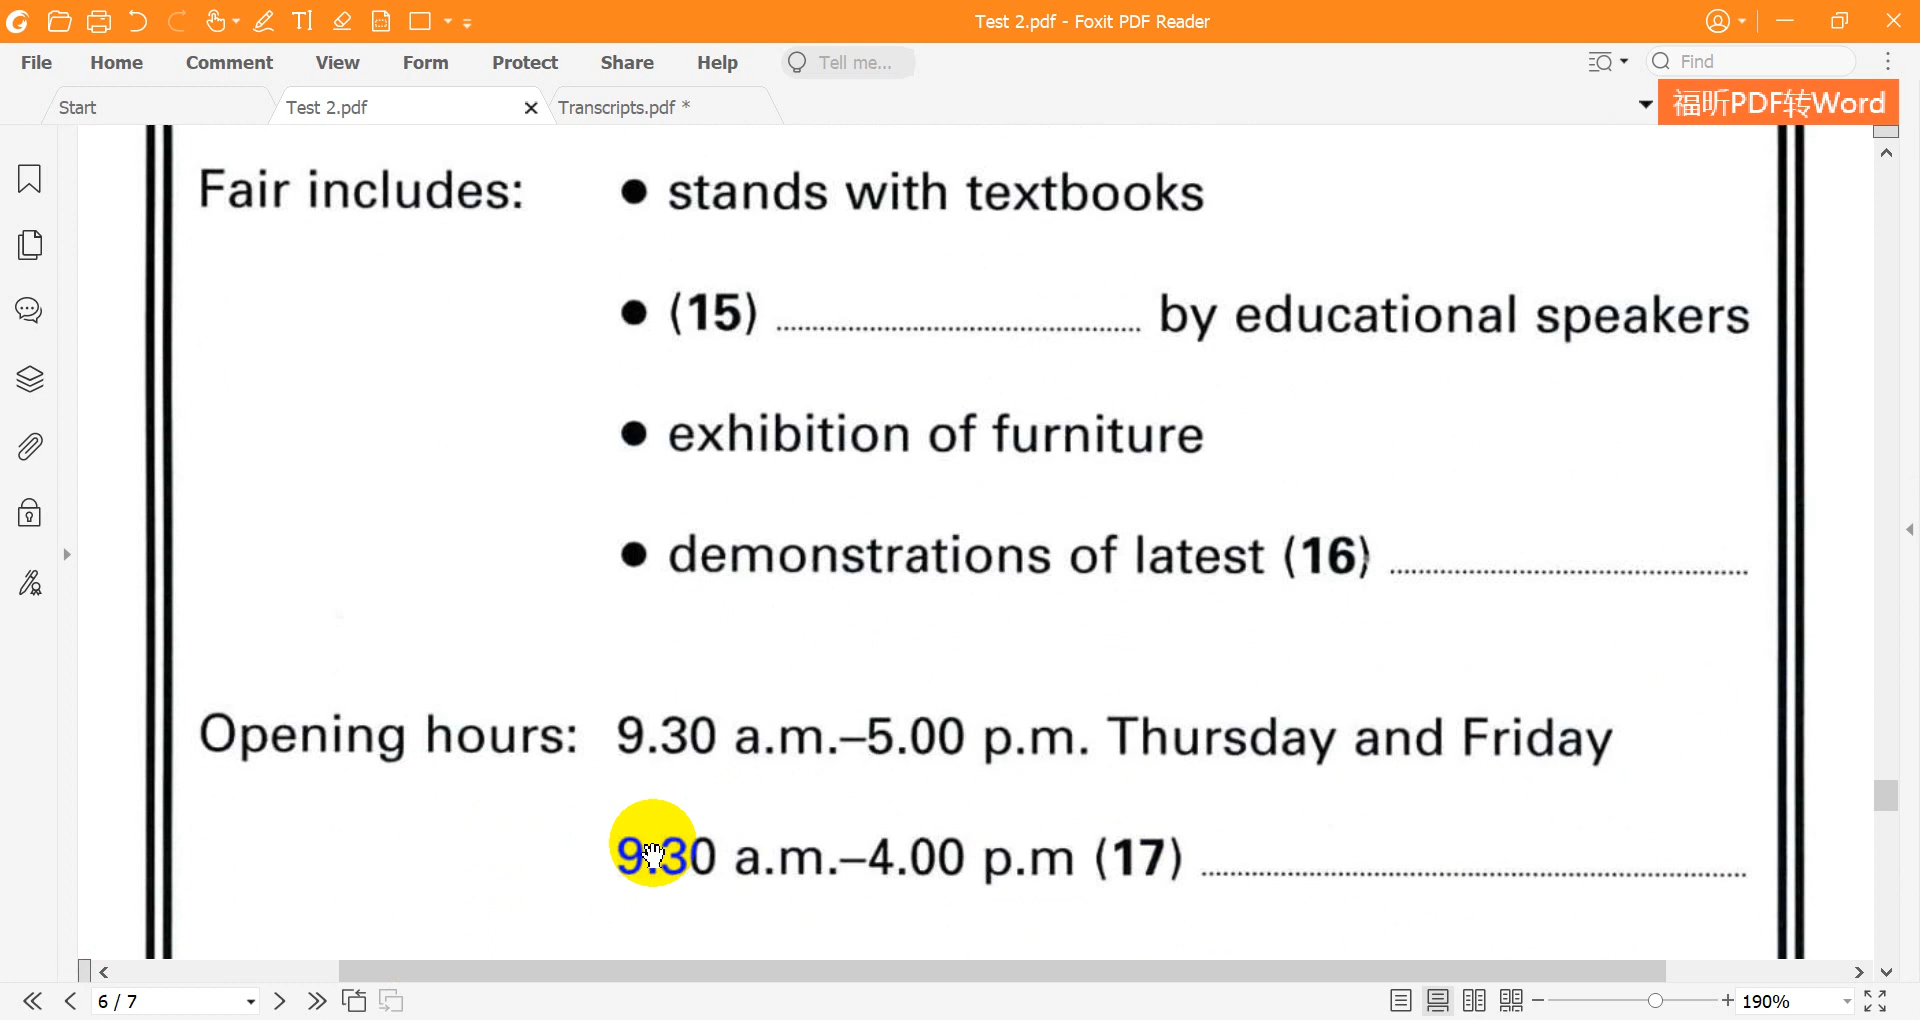 Test 2.pdf - Foxit PDF Reader
File Home Comment View Form Protect Share Help Tell me... Find
Start Test 2.pdf Transcripts.pdf * 福昕PDF转Word
Fair includes: ● stands with textbooks
● (15) ........................................ by educational speakers
● exhibition of furniture
● demonstrations of latest (16) ........................................
Opening hours: 9.30 a.m.–5.00 p.m. Thursday and Friday
9.30 a.m.–4.00 p.m (17) ........................................
6 / 7 190%